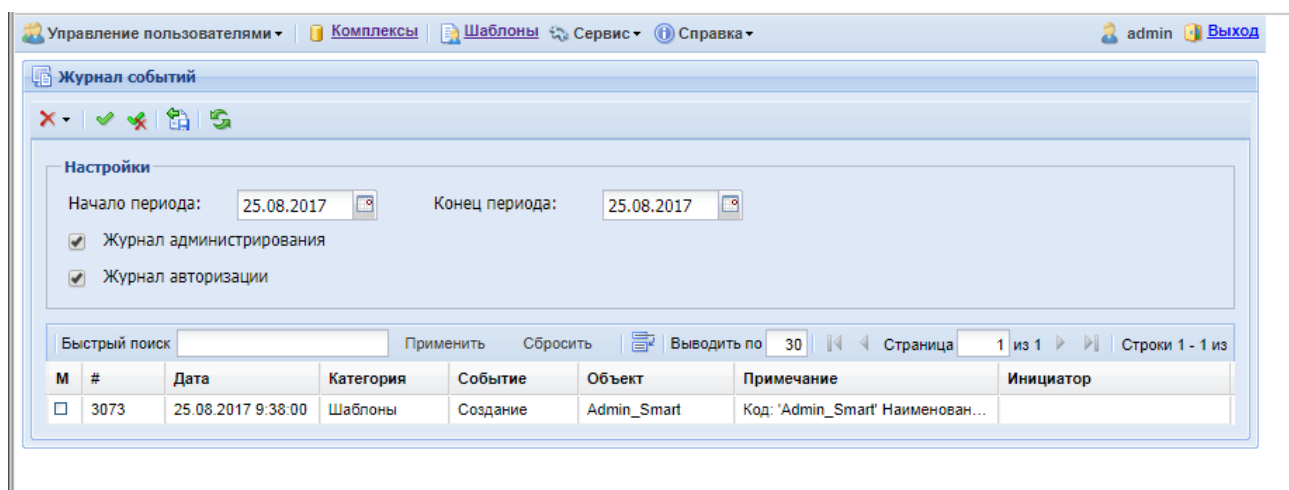 Управление пользователями Комплексы Шаблоны Сервис Справка admin Выход
Журнал событий
Настройки
Начало периода: 25.08.2017 Конец периода: 25.08.2017
Журнал администрирования
Журнал авторизации
Быстрый поиск Применить Сбросить Выводить по 30 Страница 1 из 1 Строки 1 - 1 из
М # Дата Категория Событие Объект Примечание Инициатор
3073 25.08.2017 9:38:00 Шаблоны Создание Admin_Smart Код: 'Admin_Smart' Наименован...